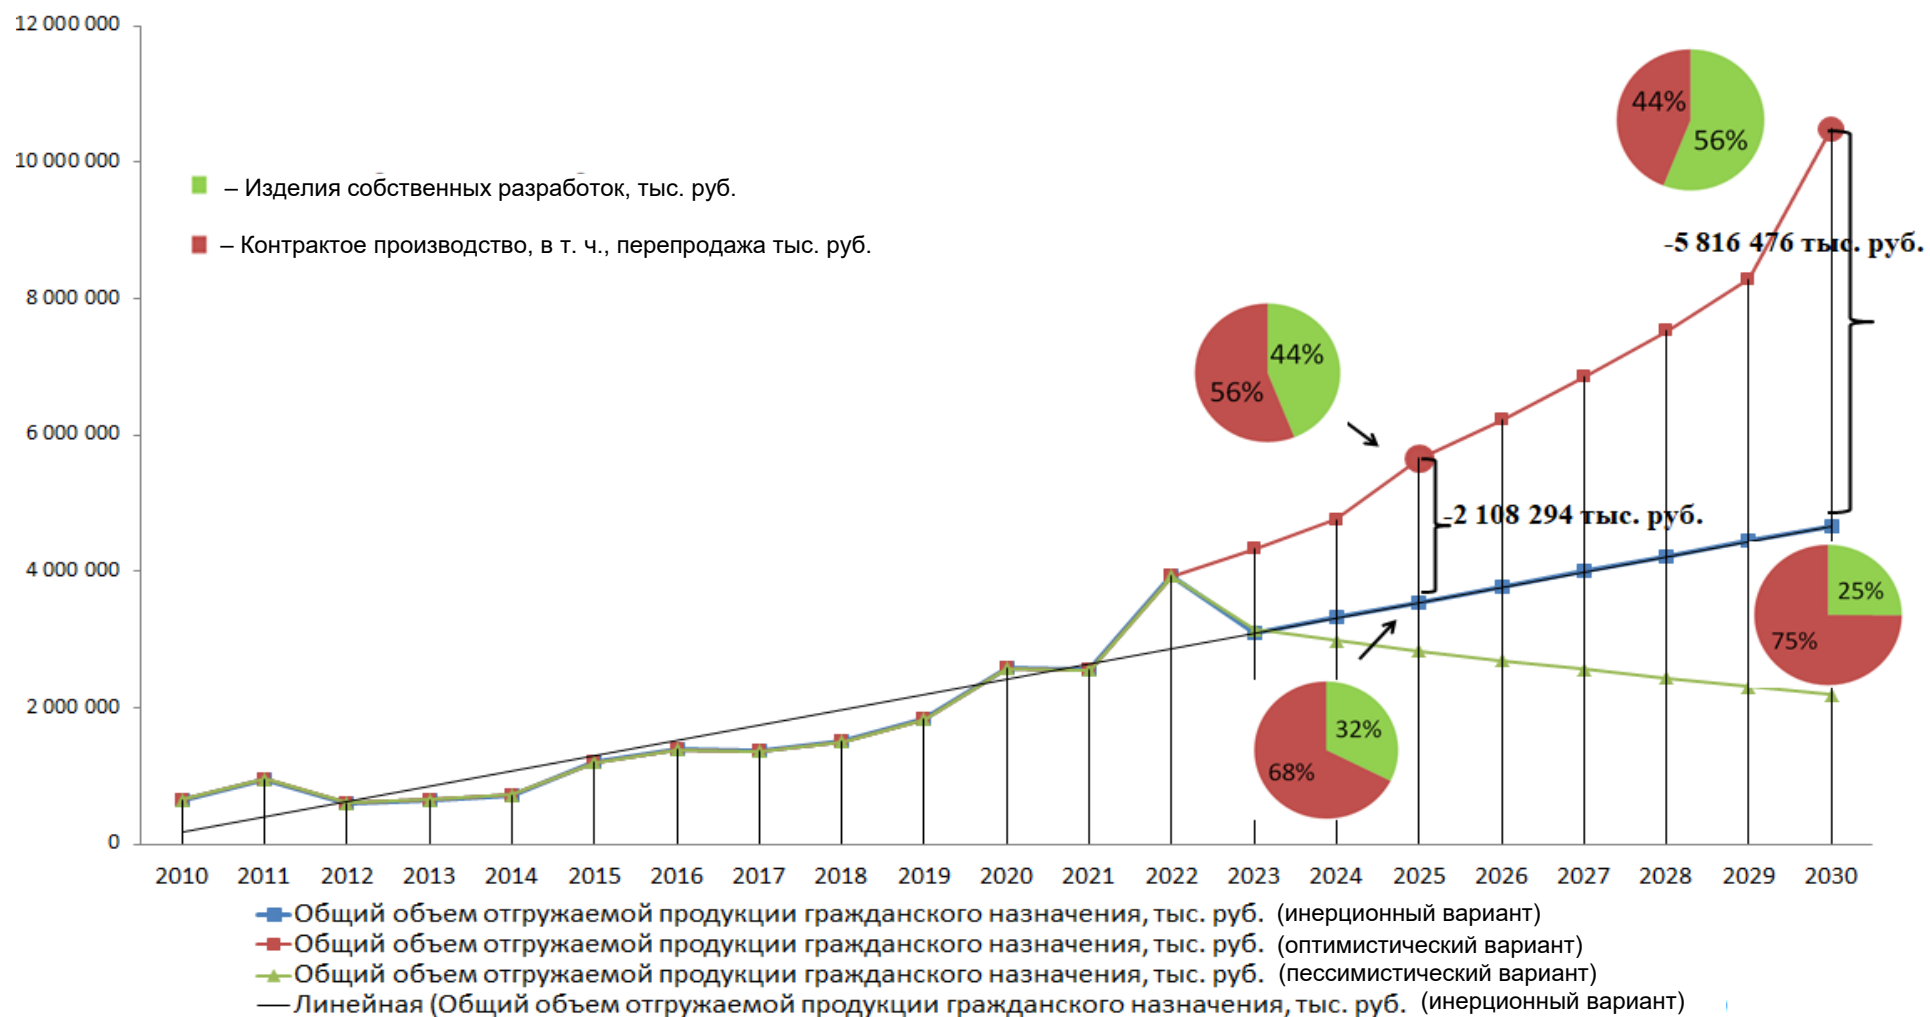 12 000 000
10 000 000
8 000 000
6 000 000
4 000 000
2 000 000
0
– Изделия собственных разработок, тыс. руб.
– Контрактое производство, в т. ч., перепродажа тыс. руб.
44%
56%
-5 816 476 тыс. руб.
44%
56%
-2 108 294 тыс. руб.
25%
75%
32%
68%
2010 2011 2012 2013 2014 2015 2016 2017 2018 2019 2020 2021 2022 2023 2024 2025 2026 2027 2028 2029 2030
Общий объем отгружаемой продукции гражданского назначения, тыс. руб. (инерционный вариант)
Общий объем отгружаемой продукции гражданского назначения, тыс. руб. (оптимистический вариант)
Общий объем отгружаемой продукции гражданского назначения, тыс. руб. (пессимистический вариант)
Линейная (Общий объем отгружаемой продукции гражданского назначения, тыс. руб. (инерционный вариант)